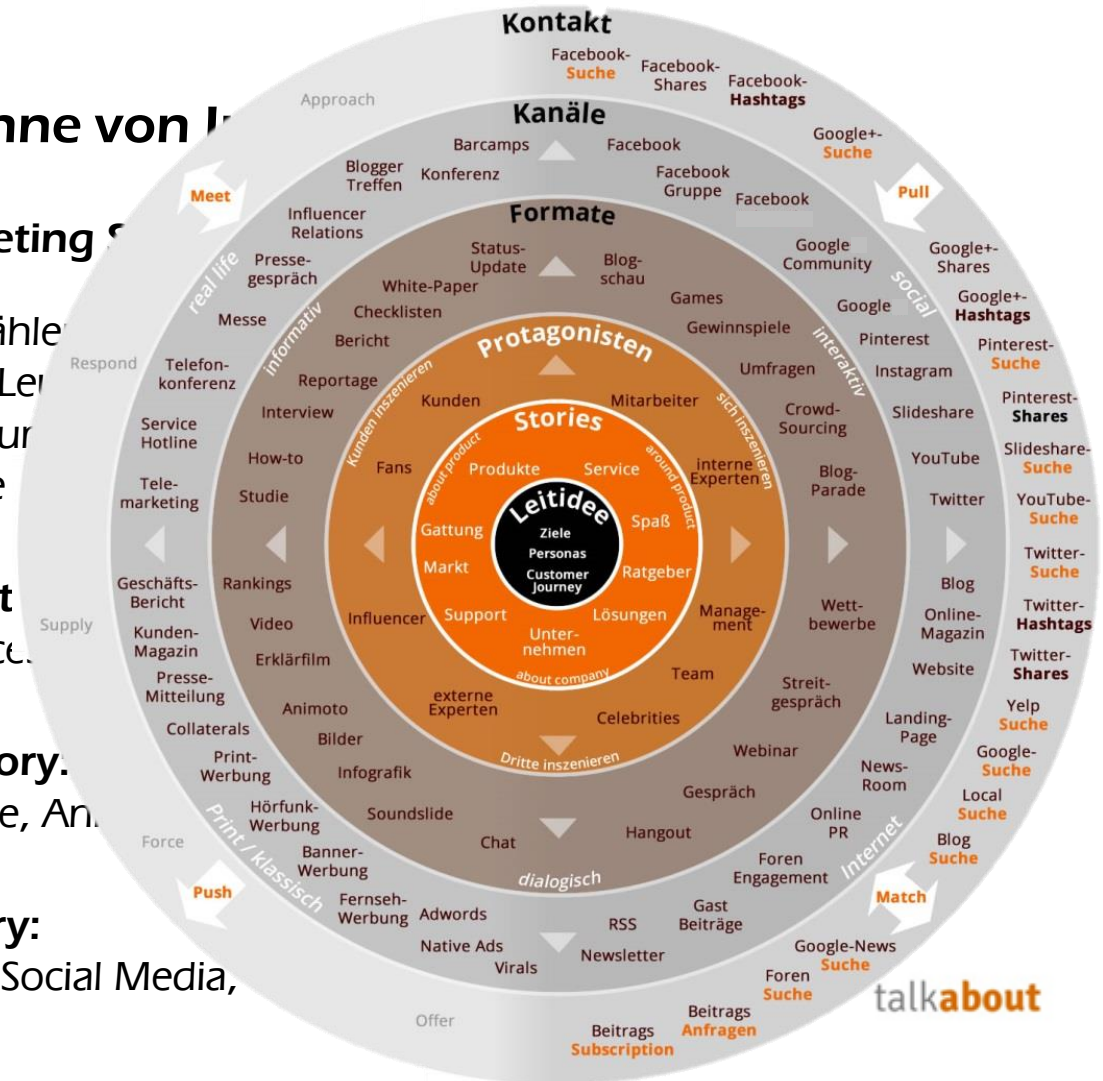 nne von
eting S
ähle
ory:
e, An
ry:
Social Media,
Kontakt
Facebook-
Suche
Facebook-
Shares
Facebook-
Hashtags
Google+-
Suche
Pull
Google+-
Shares
Google+-
Hashtags
Pinterest-
Suche
Pinterest-
Shares
Slideshare-
Suche
YouTube-
Suche
Twitter-
Suche
Twitter-
Hashtags
Twitter-
Shares
Yelp
Suche
Google-
Suche
Local
Suche
Blog
Suche
Match
Google-News
Suche
Foren
Suche
Beitrags
Anfragen
Beitrags
Subscription
Offer
Push
Force
Supply
Respond
Meet
Approach
Kanäle
Facebook
Facebook
Gruppe
Facebook
Google
Community
social
Google
Pinterest
Instagram
Slideshare
YouTube
Twitter
Blog
Online-
Magazin
Website
Landing-
Page
News-
Room
Online
PR
Internet
Foren
Engagement
Gast
Beiträge
RSS
Newsletter
Virals
Native Ads
Adwords
Fernseh-
Werbung
Banner-
Werbung
Hörfunk-
Werbung
Print / klassisch
Print-
Werbung
Collaterals
Presse-
Mitteilung
Kunden-
Magazin
Geschäfts-
Bericht
Tele-
marketing
Service
Hotline
Telefon-
konferenz
Messe
real life
Presse-
gespräch
Influencer
Relations
Blogger
Treffen
Konferenz
Barcamps
Formate
Blog-
schau
Games
Gewinnspiele
interaktiv
Umfragen
Crowd-
Sourcing
Blog-
Parade
Wett-
bewerbe
Streit-
gespräch
Webinar
Gespräch
Hangout
dialogisch
Chat
Soundslide
Infografik
Bilder
Animoto
Erklärfilm
Video
Rankings
Studie
How-to
Interview
Reportage
informativ
Bericht
Checklisten
White-Paper
Status-
Update
Protagonisten
Mitarbeiter
sich inszenieren
interne
Experten
Manage-
ment
Team
Celebrities
Dritte inszenieren
externe
Experten
Influencer
Fans
Kunden inszenieren
Kunden
Stories
about product
Produkte
Service
around product
Spaß
Ratgeber
Lösungen
Unter-
nehmen
about company
Support
Markt
Gattung
Leitidee
Ziele
Personas
Customer
Journey
talkabout